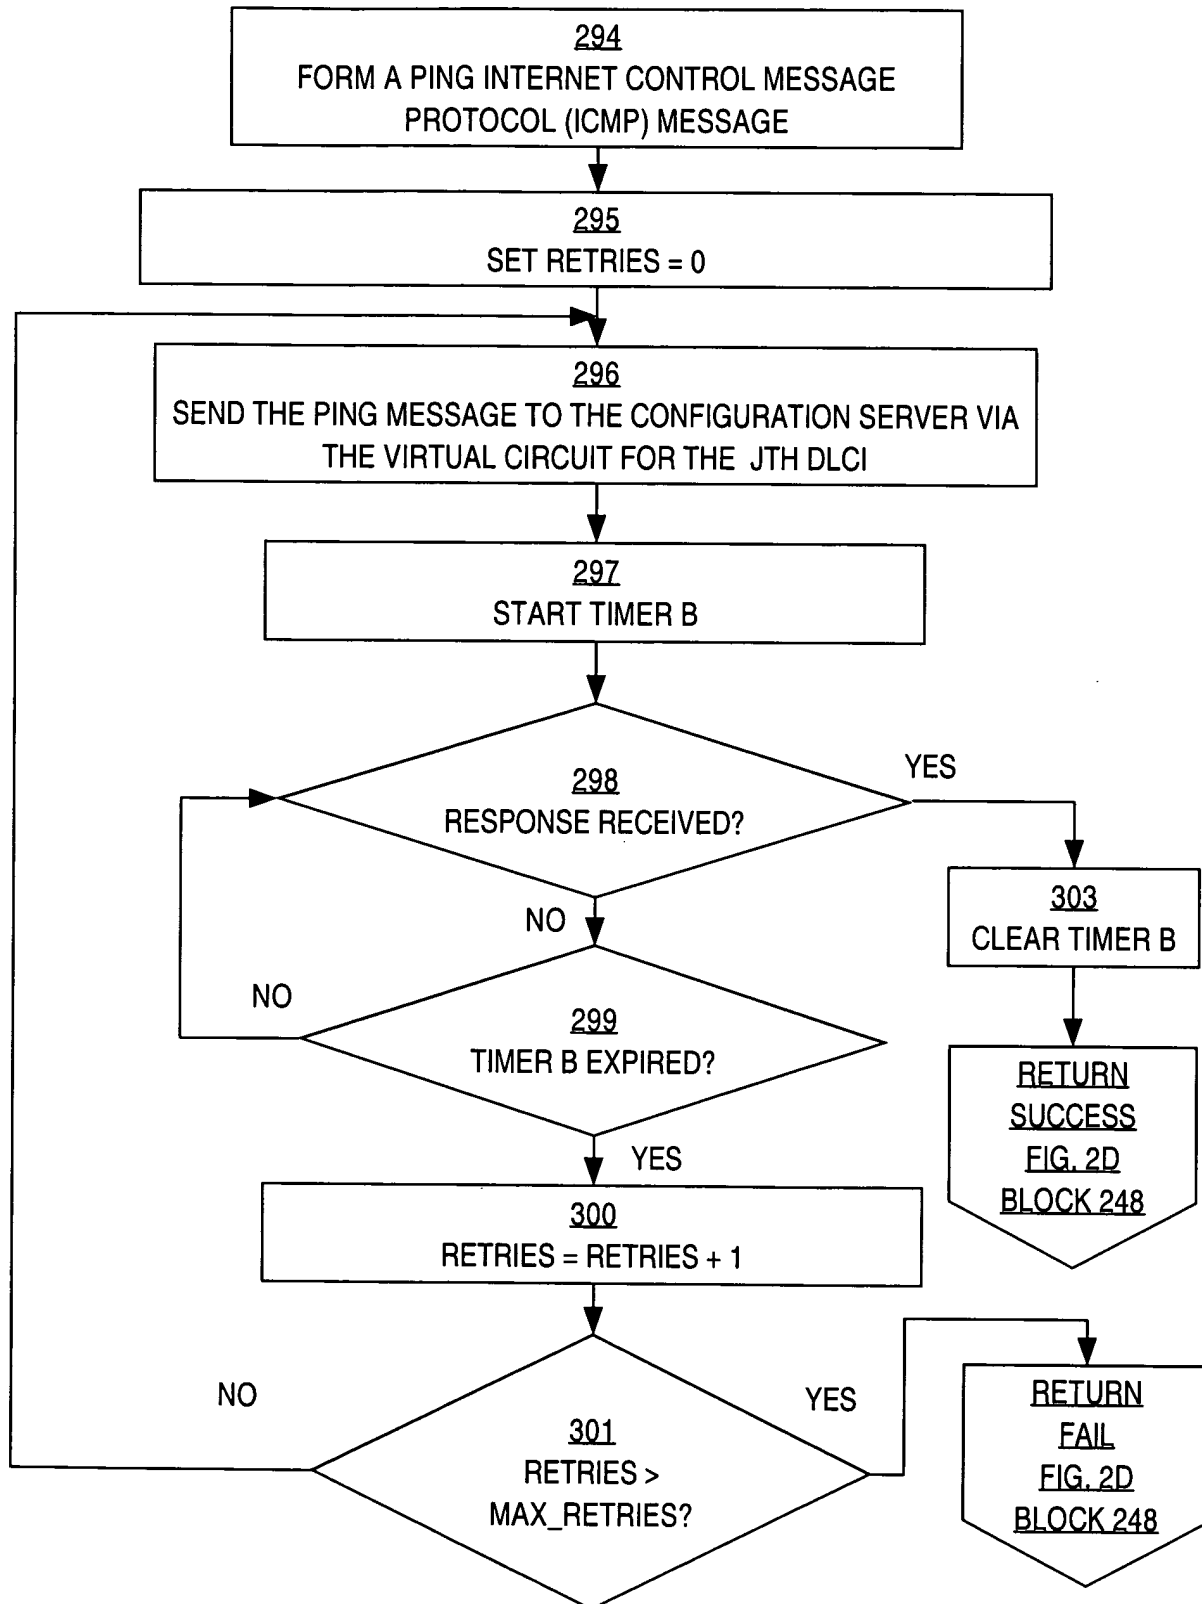 294
FORM A PING INTERNET CONTROL MESSAGE
PROTOCOL (ICMP) MESSAGE
295
SET RETRIES = 0
296
SEND THE PING MESSAGE TO THE CONFIGURATION SERVER VIA
THE VIRTUAL CIRCUIT FOR THE JTH DLCI
297
START TIMER B
298
RESPONSE RECEIVED?
YES
NO
303
CLEAR TIMER B
299
TIMER B EXPIRED?
NO
YES
RETURN
SUCCESS
FIG. 2D
BLOCK 248
300
RETRIES = RETRIES + 1
301
RETRIES >
MAX_RETRIES?
NO
YES
RETURN
FAIL
FIG. 2D
BLOCK 248